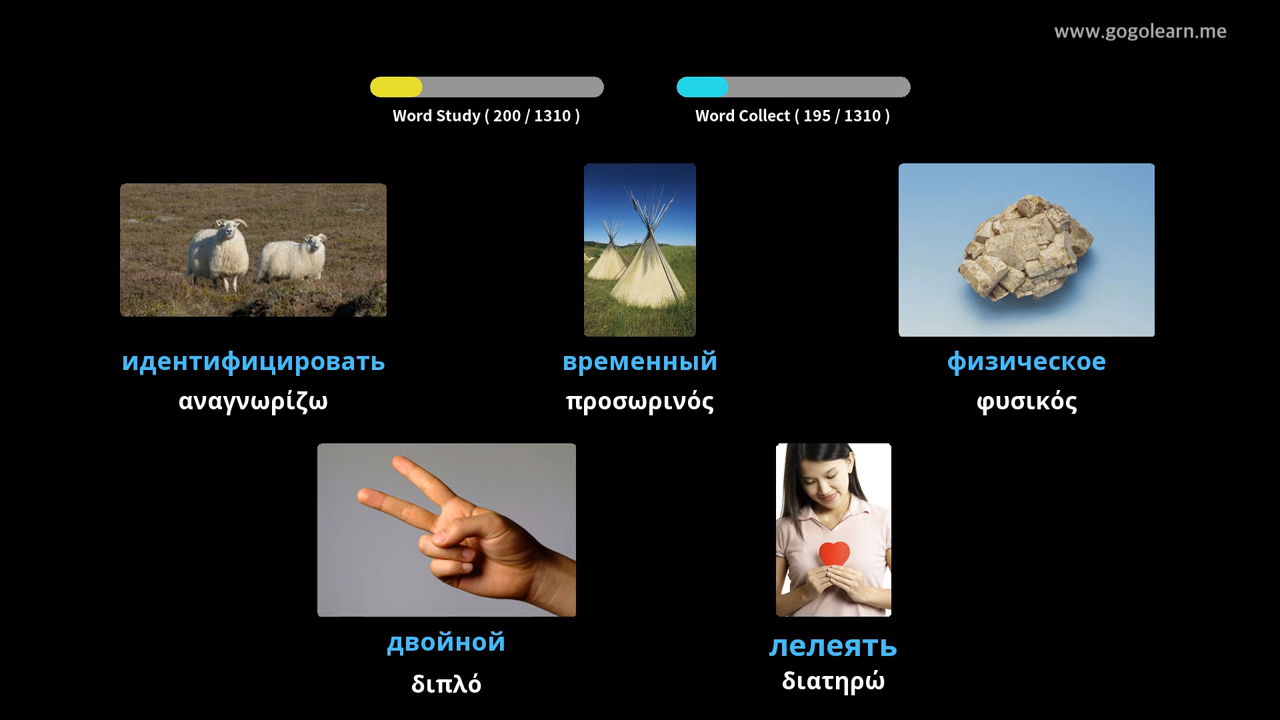 www.gogolearn.me
Word Study ( 200 / 1310 )
Word Collect ( 195 / 1310 )
идентифицировать
αναγνωρίζω
временный
προσωρινός
физическое
φυσικός
двойной
διπλό
лелеять
διατηρώ